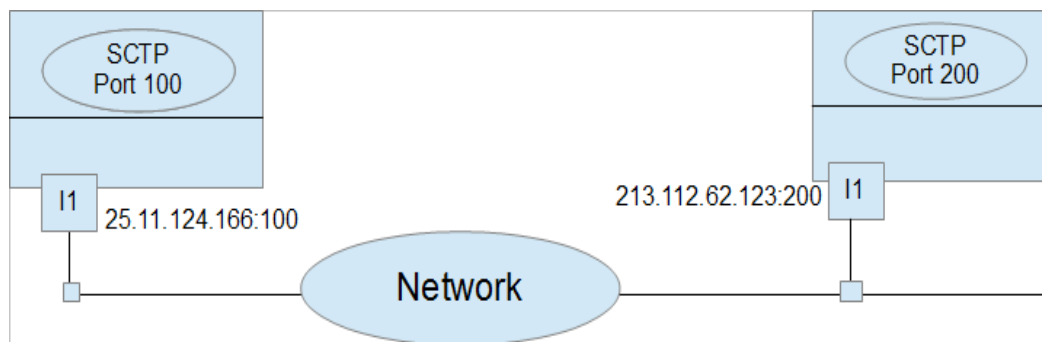 SCTP
Port 100
SCTP
Port 200
I1
25.11.124.166:100
213.112.62.123:200
I1
Network